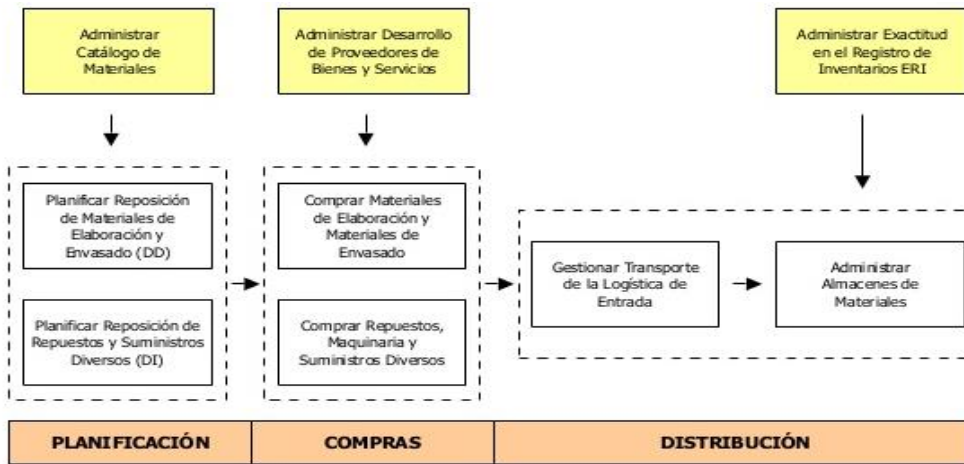 Administrar
Catálogo de
Materiales
Administrar Desarrollo
de Proveedores de
Bienes y Servicios
Administrar Exactitud
en el Registro de
Inventarios ERI
Planificar Reposición
de Materiales de
Elaboración y
Envasado (DD)
Planificar Reposición de
Repuestos y Suministros
Diversos (DI)
Comprar Materiales
de Elaboración y
Materiales de
Envasado
Comprar Repuestos,
Maquinaria y
Suministros Diversos
Gestionar Transporte
de la Logística de
Entrada
Administrar
Almacenes de
Materiales
PLANIFICACIÓN
COMPRAS
DISTRIBUCIÓN